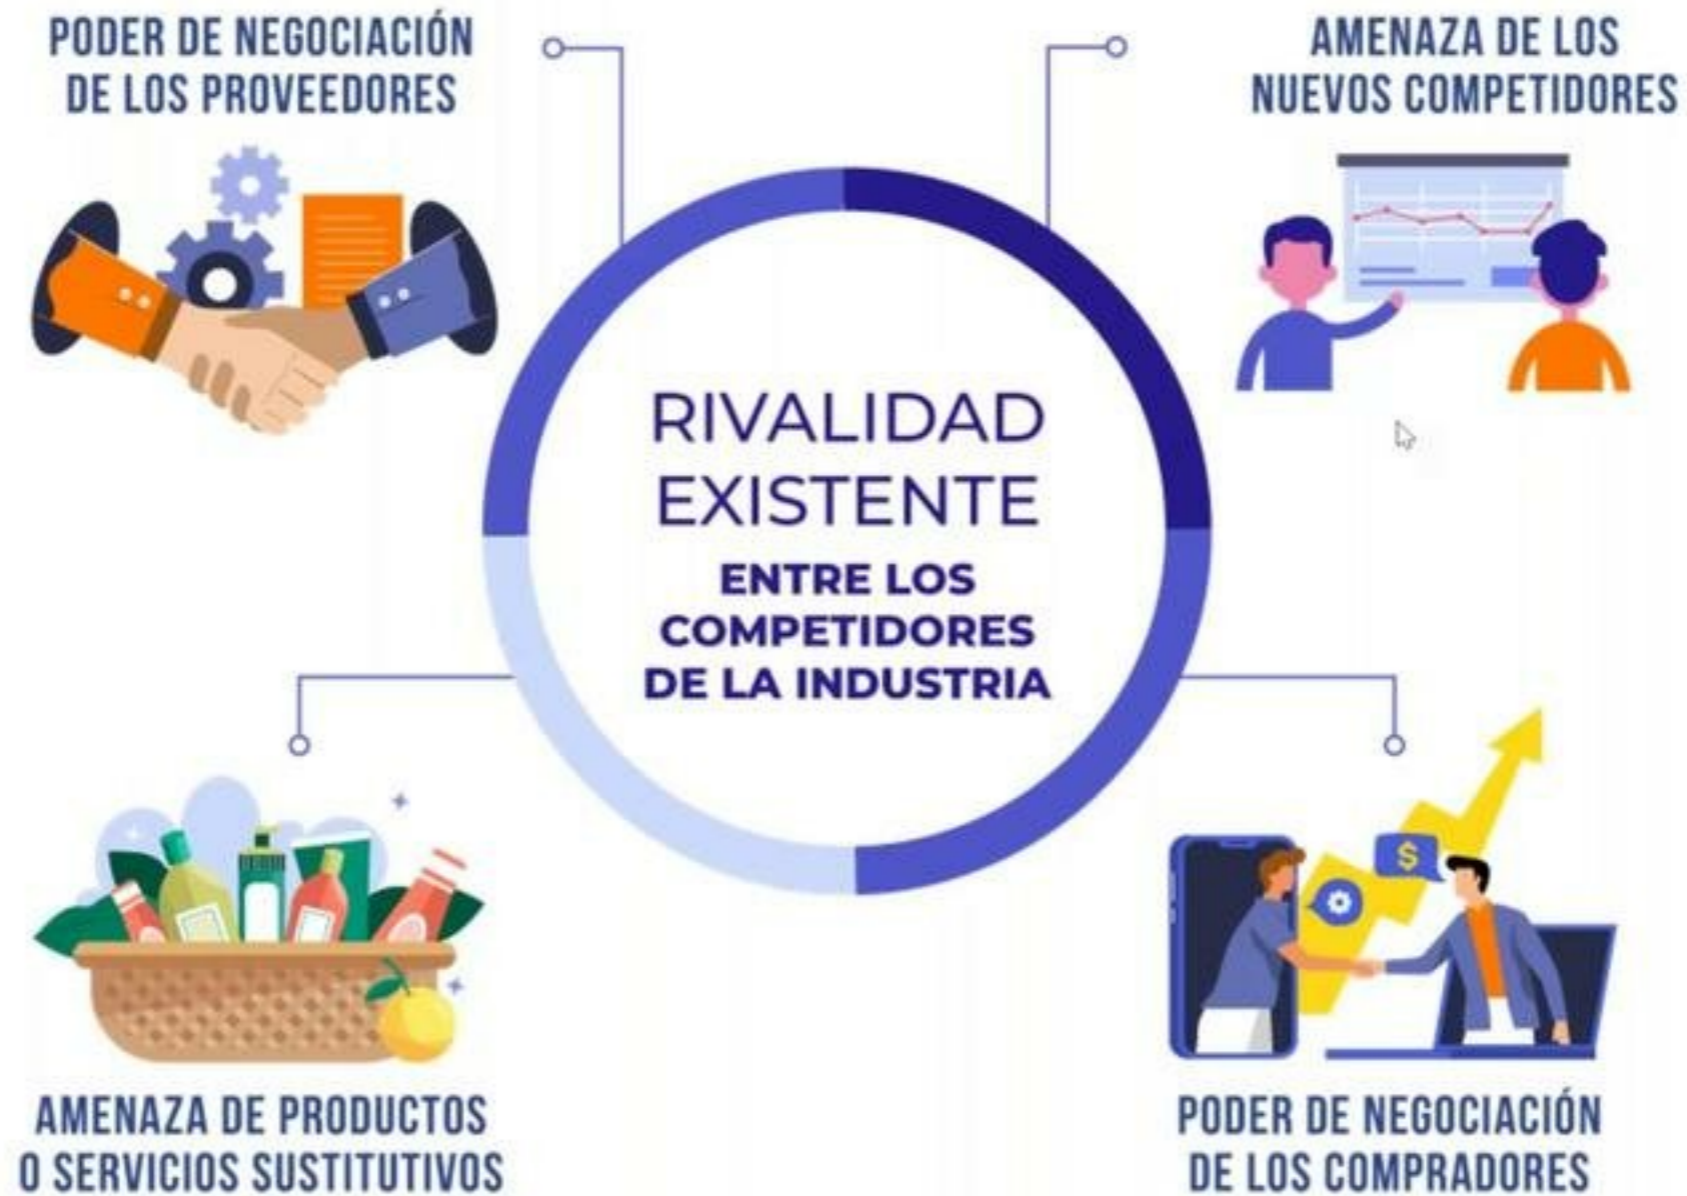 PODER DE NEGOCIACIÓN
DE LOS PROVEEDORES
AMENAZA DE LOS
NUEVOS COMPETIDORES
RIVALIDAD
EXISTENTE
ENTRE LOS
COMPETIDORES
DE LA INDUSTRIA
$
AMENAZA DE PRODUCTOS
O SERVICIOS SUSTITUTIVOS
PODER DE NEGOCIACIÓN
DE LOS COMPRADORES